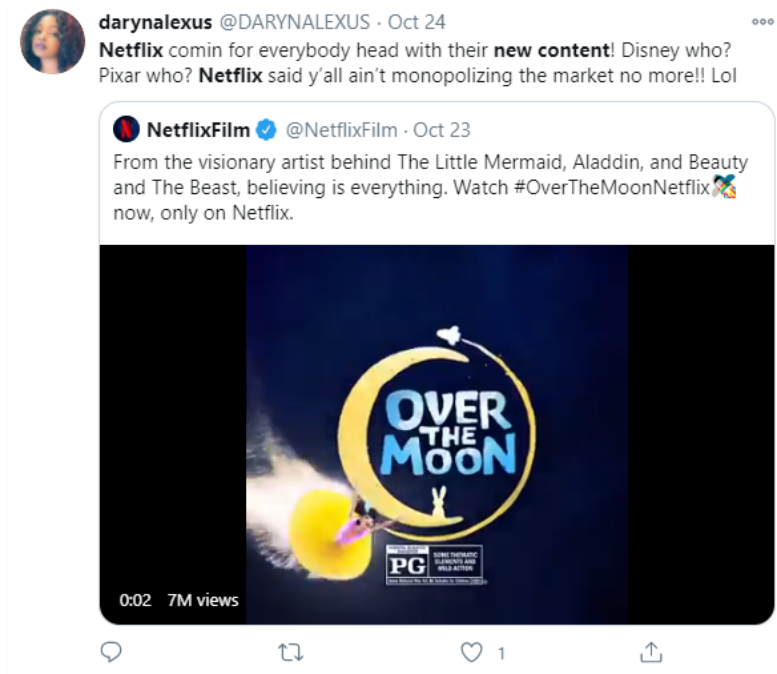 darynalexus @DARYNALEXUS · Oct 24
Netflix comin for everybody head with their new content! Disney who?
Pixar who? Netflix said y'all ain't monopolizing the market no more!! Lol
NetflixFilm @NetflixFilm · Oct 23
From the visionary artist behind The Little Mermaid, Aladdin, and Beauty
and The Beast, believing is everything. Watch #OverTheMoonNetflix
now, only on Netflix.
OVER
THE
MOON
PG
SOME THEMATIC
ELEMENTS AND
MILD ACTION
0:02 7M views
1